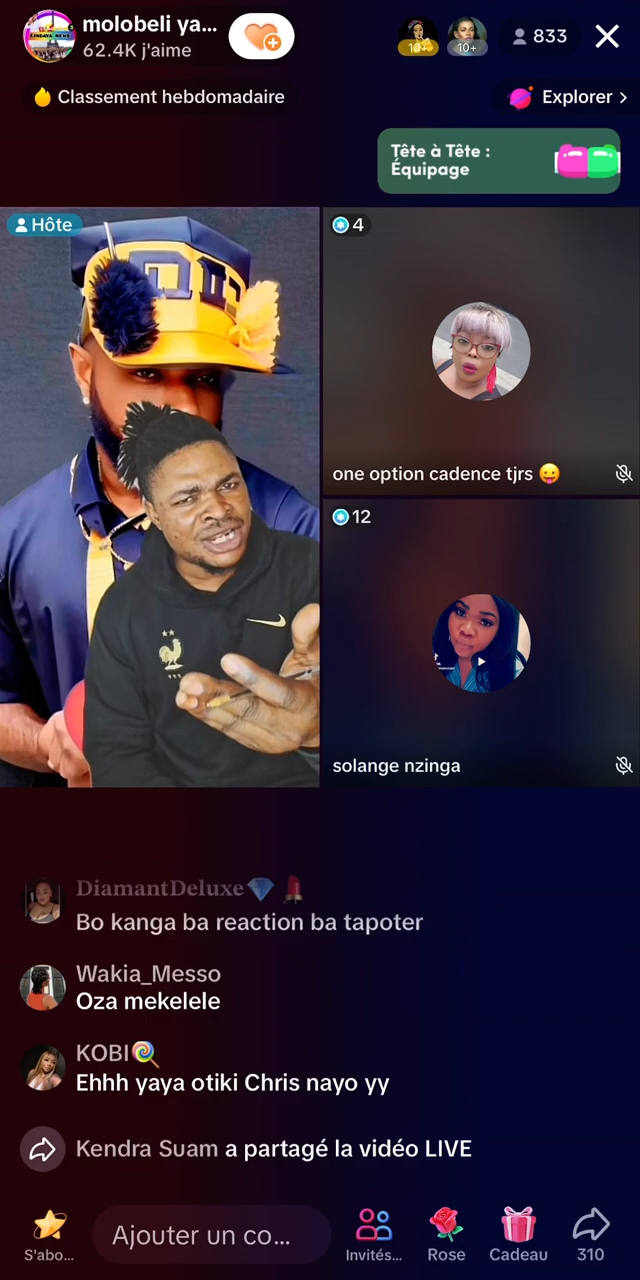 molobeli ya...
62.4K j'aime
10+
10+
833
Classement hebdomadaire
Explorer
Tête à Tête :
Équipage
Hôte
4
one option cadence tjrs 😛
12
solange nzinga
DiamantDeluxe💎💄
Bo kanga ba reaction ba tapoter
Wakia_Messo
Oza mekelele
KOBI🍭
Ehhh yaya otiki Chris nayo yy
Kendra Suam a partagé la vidéo LIVE
S'abo...
Ajouter un co...
Invités...
Rose
Cadeau
310